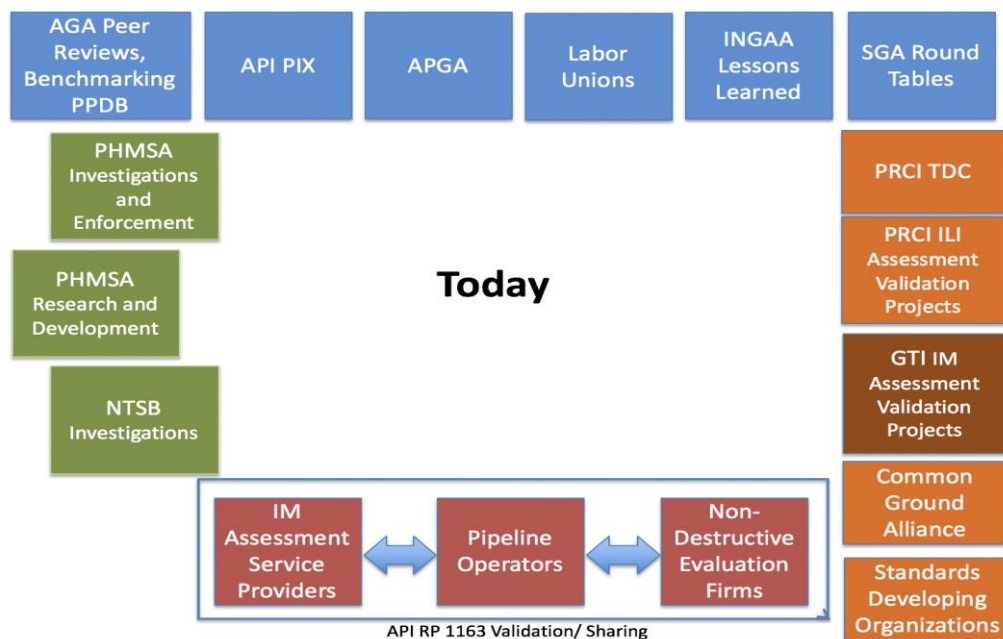 AGA Peer
Reviews,
Benchmarking
PPDB
API PIX
APGA
Labor
Unions
INGAA
Lessons
Learned
SGA Round
Tables
PHMSA
Investigations
and
Enforcement
PHMSA
Research and
Development
NTSB
Investigations
Today
PRCI TDC
PRCI ILI
Assessment
Validation
Projects
GTI IM
Assessment
Validation
Projects
Common
Ground
Alliance
Standards
Developing
Organizations
IM
Assessment
Service
Providers
Pipeline
Operators
Non-
Destructive
Evaluation
Firms
API RP 1163 Validation/ Sharing